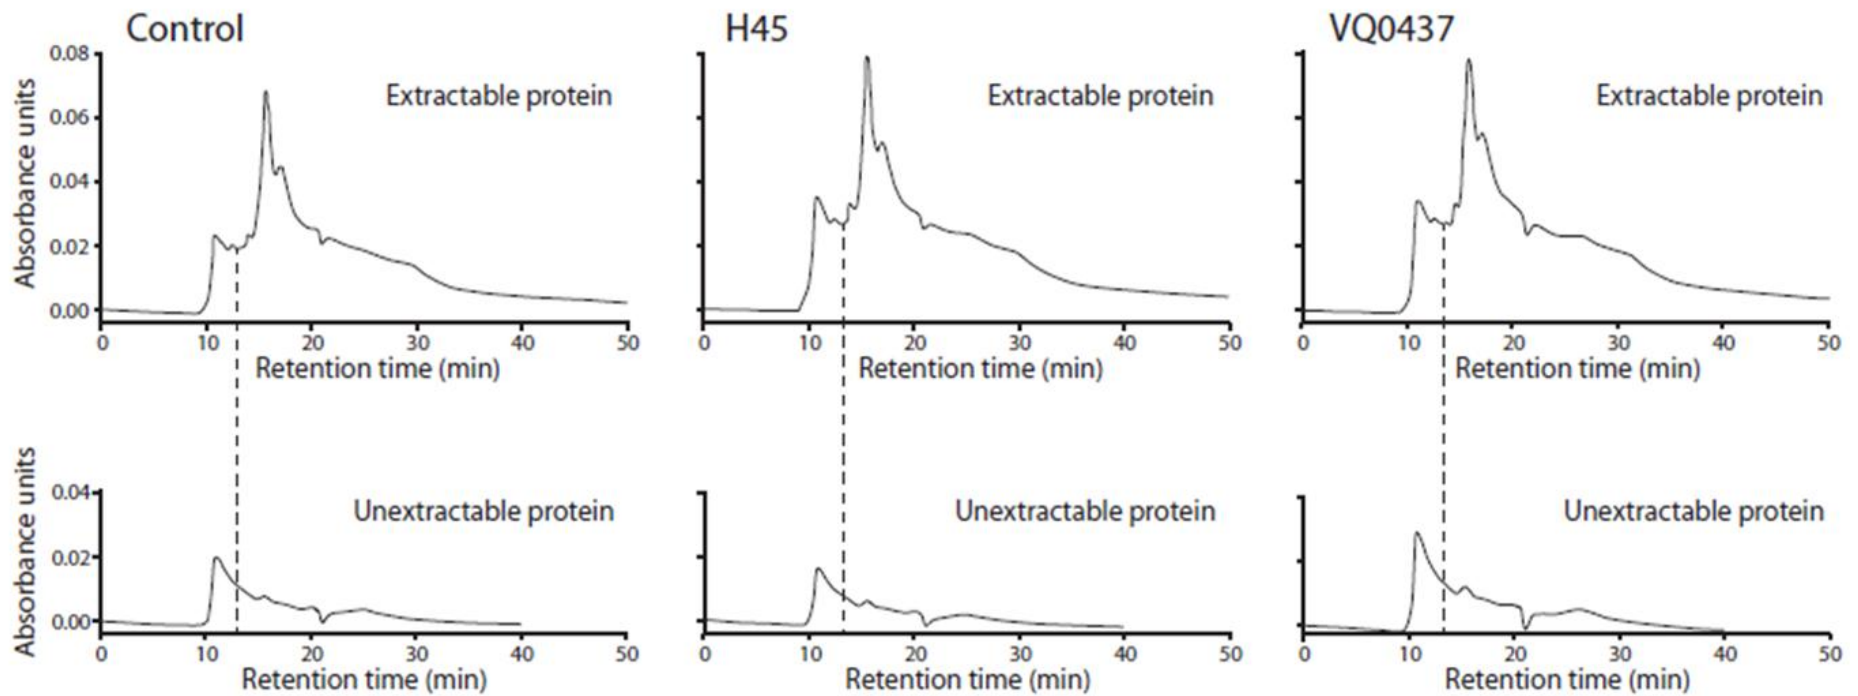 Control H45 VQ0437
Extractable protein Extractable protein Extractable protein
Absorbance units
0.08
0.06
0.04
0.02
0.00
0 10 20 30 40 50 0 10 20 30 40 50 0 10 20 30 40 50
Retention time (min) Retention time (min) Retention time (min)
Unextractable protein Unextractable protein Unextractable protein
Absorbance units
0.04
0.02
0.00
0 10 20 30 40 50 0 10 20 30 40 50 0 10 20 30 40 50
Retention time (min) Retention time (min) Retention time (min)